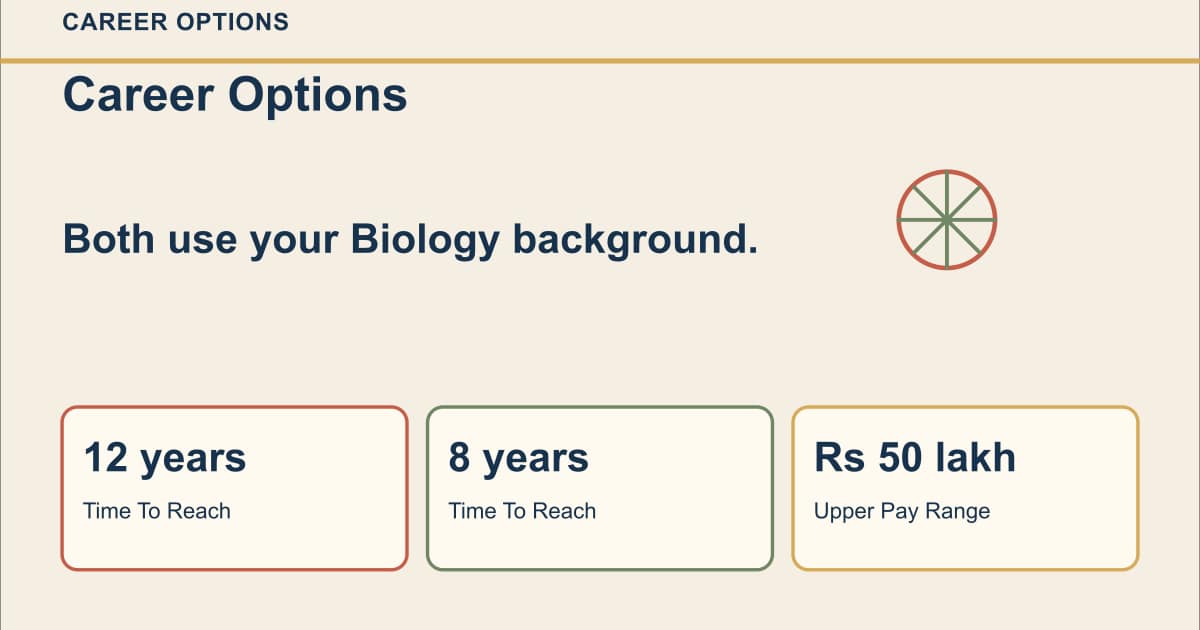 CAREER OPTIONS
Career Options
Both use your Biology background.
12 years
Time To Reach
8 years
Time To Reach
Rs 50 lakh
Upper Pay Range